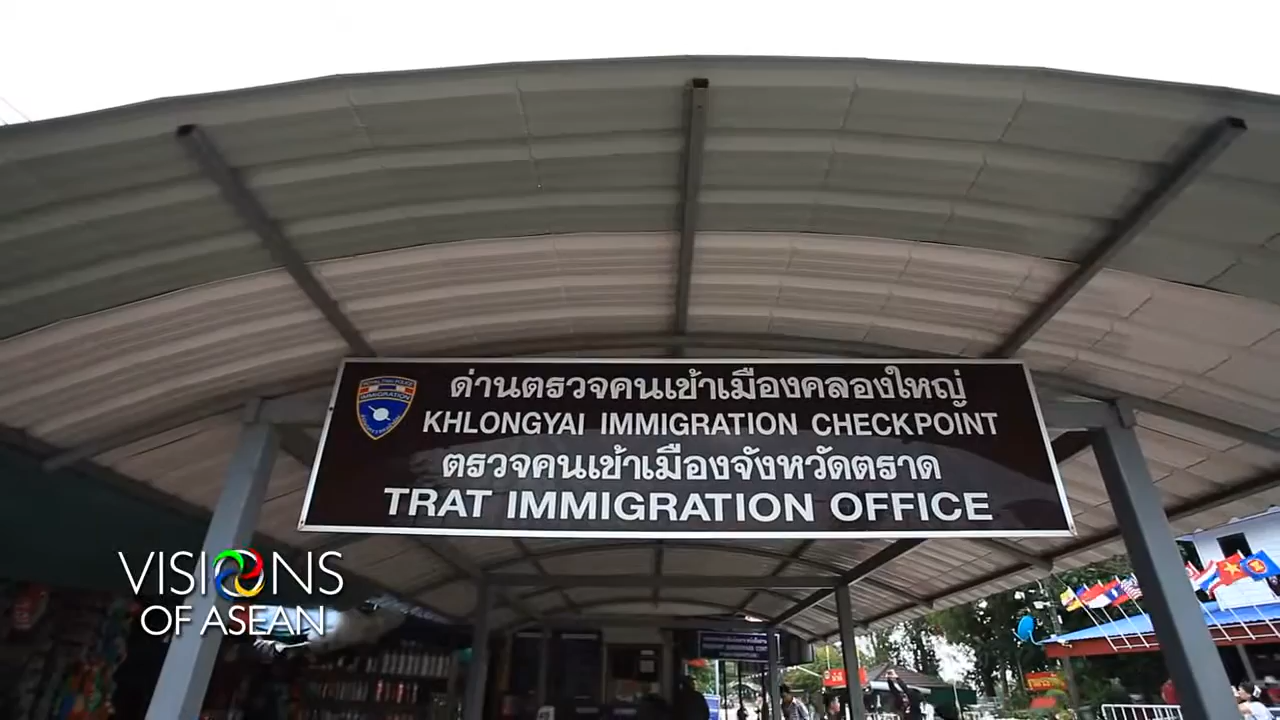 ด่านตรวจคนเข้าเมืองคลองใหญ่
KHLONGYAI IMMIGRATION CHECKPOINT
ตรวจคนเข้าเมืองจังหวัดตราด
TRAT IMMIGRATION OFFICE
IMMIGRATION
VISIONS
OF ASEAN